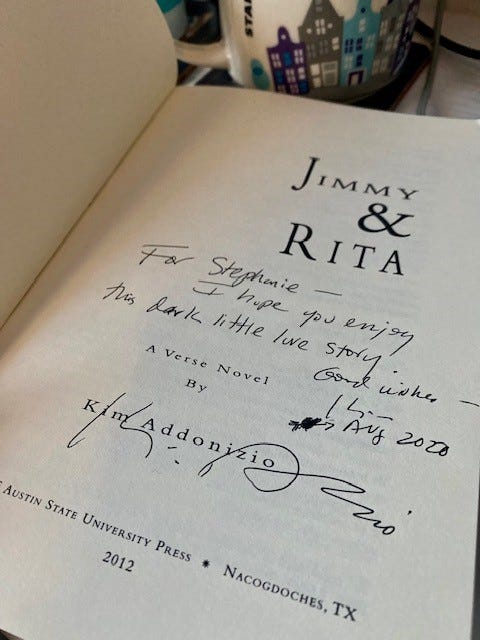 STAR
JIMMY
&
RITA
For Stephanie —
I hope you enjoy
this dark little love story.
Good wishes —
A Verse Novel
By
Kim
Aug 2020
Kim Addonizio
AUSTIN STATE UNIVERSITY PRESS * NACOGDOCHES, TX
2012